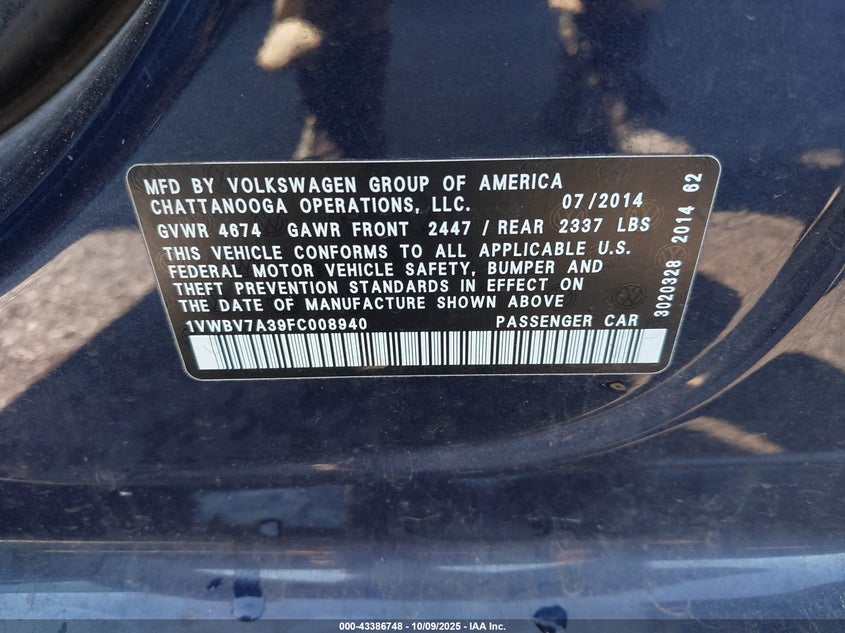 MFD BY VOLKSWAGEN GROUP OF AMERICA
CHATTANOOGA OPERATIONS, LLC. 07/2014
GVWR 4674 GAWR FRONT 2447 / REAR 2337 LBS
THIS VEHICLE CONFORMS TO ALL APPLICABLE U.S.
FEDERAL MOTOR VEHICLE SAFETY, BUMPER AND
THEFT PREVENTION STANDARDS IN EFFECT ON
THE DATE OF MANUFACTURE SHOWN ABOVE
1VWBV7A39FC008940 PASSENGER CAR
3020328 2014 62
000-43386748 - 10/09/2025 - IAA Inc.